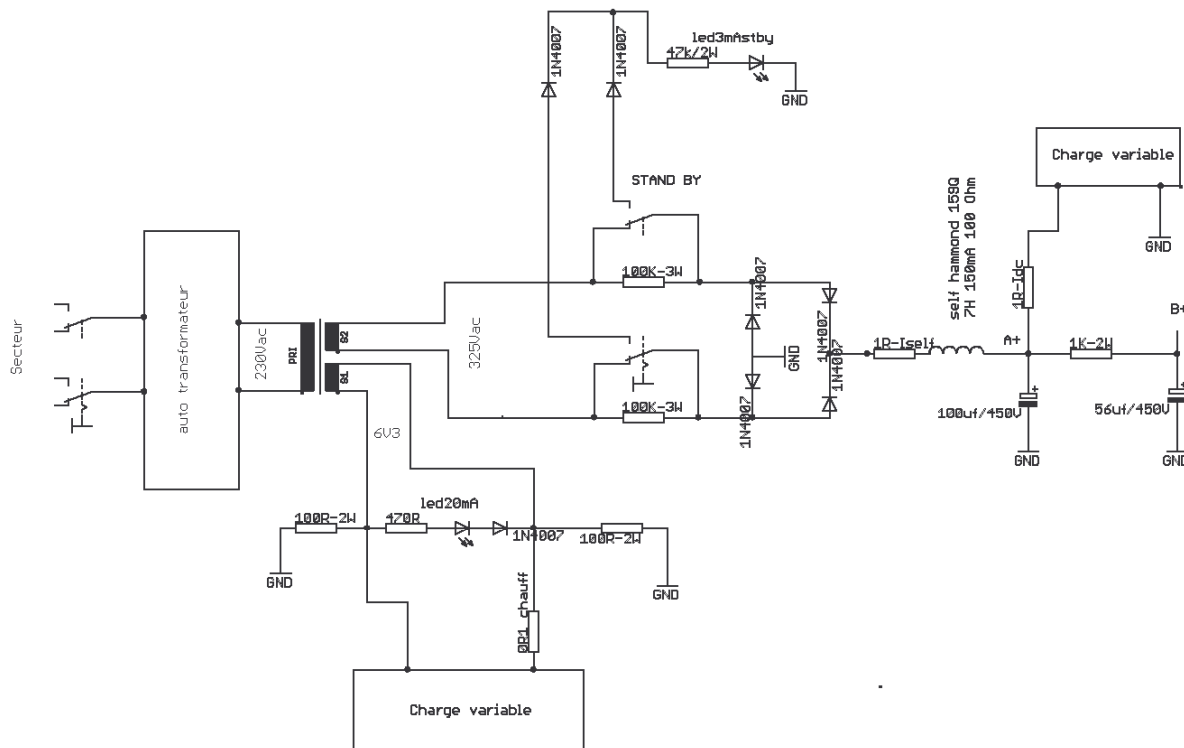 1N4007
1N4007
led3mAstby
47k/2W
GND
Charge variable
STAND BY
self hammond 159Q
7H 150mA 100 Ohm
GND
100K-3W
1N4007
1R-Idc
Secteur
auto transformateur
230Vac
PRI
S2
S1
325Vac
GND
1N4007
1N4007
1R-Iself
A+
1K-2W
B+
100K-3W
1N4007
100uf/450V
56uf/450V
6V3
GND
GND
led20mA
100R-2W
470R
1N4007
100R-2W
GND
GND
0R1 chauff
Charge variable